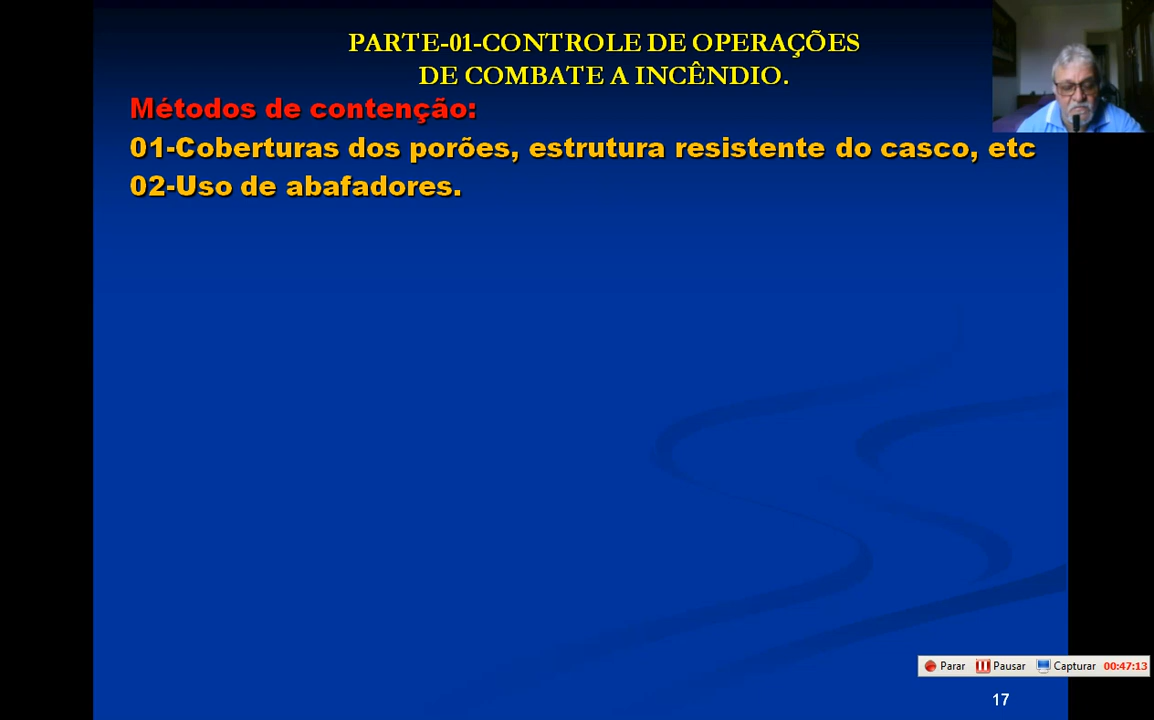 PARTE-01-CONTROLE DE OPERAÇÕES
DE COMBATE A INCÊNDIO.
Métodos de contenção:
01-Coberturas dos porões, estrutura resistente do casco, etc
02-Uso de abafadores.
Parar Pausar Capturar 00:47:13
17